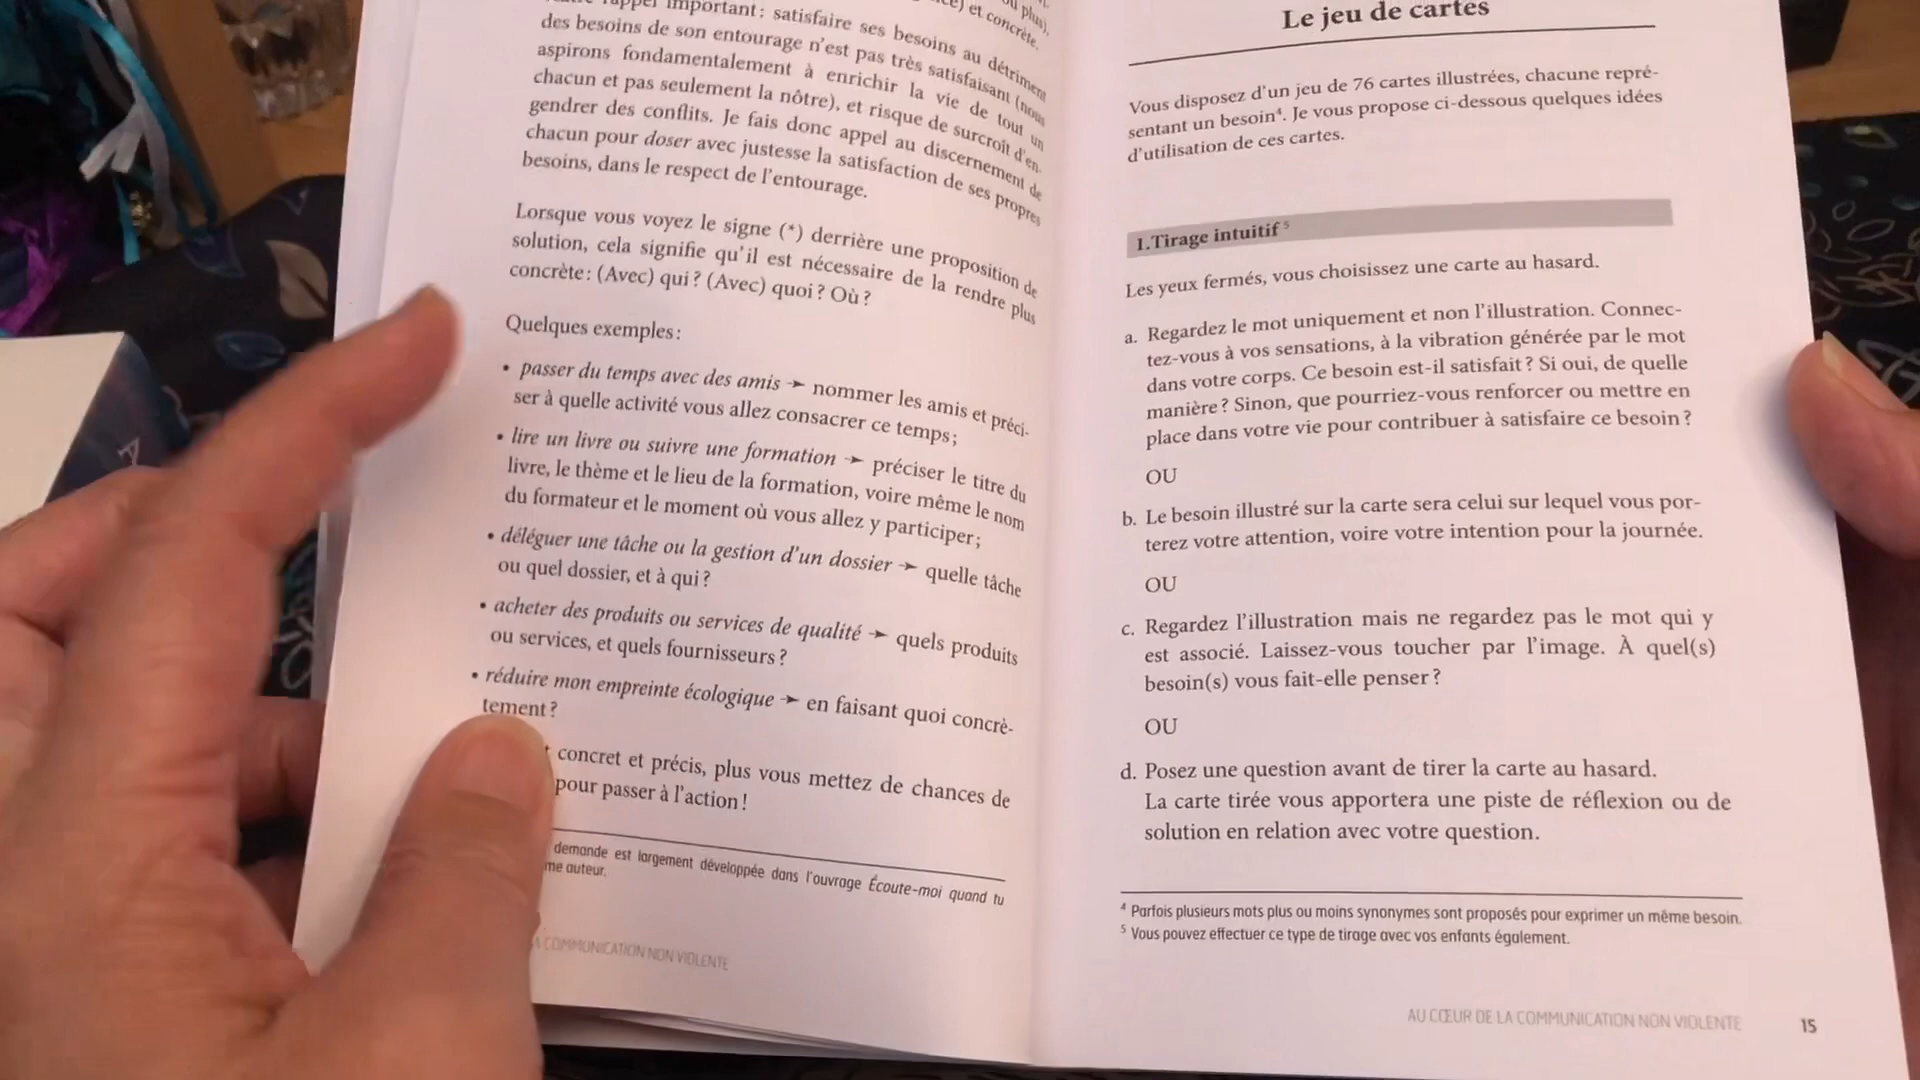 important : satisfaire ses besoins au détriment
des besoins de son entourage n'est pas très satisfaisant (nous
aspirons fondamentalement à enrichir la vie de tout un
chacun et pas seulement la nôtre), et risque de surcroît d'en-
gendrer des conflits. Je fais donc appel au discernement de
chacun pour doser avec justesse la satisfaction de ses propres
besoins, dans le respect de l'entourage.
Lorsque vous voyez le signe (*) derrière une proposition de
solution, cela signifie qu'il est nécessaire de la rendre plus
concrète : (Avec) qui ? (Avec) quoi ? Où ?
Quelques exemples :
• passer du temps avec des amis ➛ nommer les amis et préci-
ser à quelle activité vous allez consacrer ce temps ;
• lire un livre ou suivre une formation ➛ préciser le titre du
livre, le thème et le lieu de la formation, voire même le nom
du formateur et le moment où vous allez y participer ;
• déléguer une tâche ou la gestion d'un dossier ➛ quelle tâche
ou quel dossier, et à qui ?
• acheter des produits ou services de qualité ➛ quels produits
ou services, et quels fournisseurs ?
• réduire mon empreinte écologique ➛ en faisant quoi concrè-
tement ?
concret et précis, plus vous mettez de chances de
pour passer à l'action !
demande est largement développée dans l'ouvrage Écoute-moi quand tu
me auteur.
A COMMUNICATION NON VIOLENTE
Le jeu de cartes
Vous disposez d'un jeu de 76 cartes illustrées, chacune repré-
sentant un besoin⁴. Je vous propose ci-dessous quelques idées
d'utilisation de ces cartes.
1.Tirage intuitif ⁵
Les yeux fermés, vous choisissez une carte au hasard.
a. Regardez le mot uniquement et non l'illustration. Connec-
tez-vous à vos sensations, à la vibration générée par le mot
dans votre corps. Ce besoin est-il satisfait ? Si oui, de quelle
manière ? Sinon, que pourriez-vous renforcer ou mettre en
place dans votre vie pour contribuer à satisfaire ce besoin ?
OU
b. Le besoin illustré sur la carte sera celui sur lequel vous por-
terez votre attention, voire votre intention pour la journée.
OU
c. Regardez l'illustration mais ne regardez pas le mot qui y
est associé. Laissez-vous toucher par l'image. À quel(s)
besoin(s) vous fait-elle penser ?
OU
d. Posez une question avant de tirer la carte au hasard.
La carte tirée vous apportera une piste de réflexion ou de
solution en relation avec votre question.
⁴ Parfois plusieurs mots plus ou moins synonymes sont proposés pour exprimer un même besoin.
⁵ Vous pouvez effectuer ce type de tirage avec vos enfants également.
AU CŒUR DE LA COMMUNICATION NON VIOLENTE 15